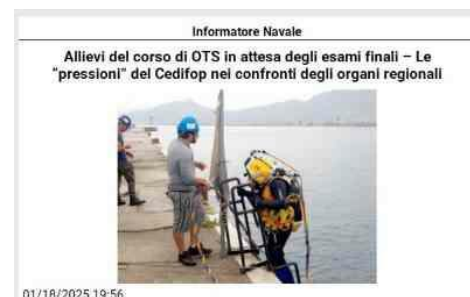 Informatore Navale
Allievi del corso di OTS in attesa degli esami finali – Le
"pressioni" del Cedifop nei confronti degli organi regionali
01/18/2025 19:56